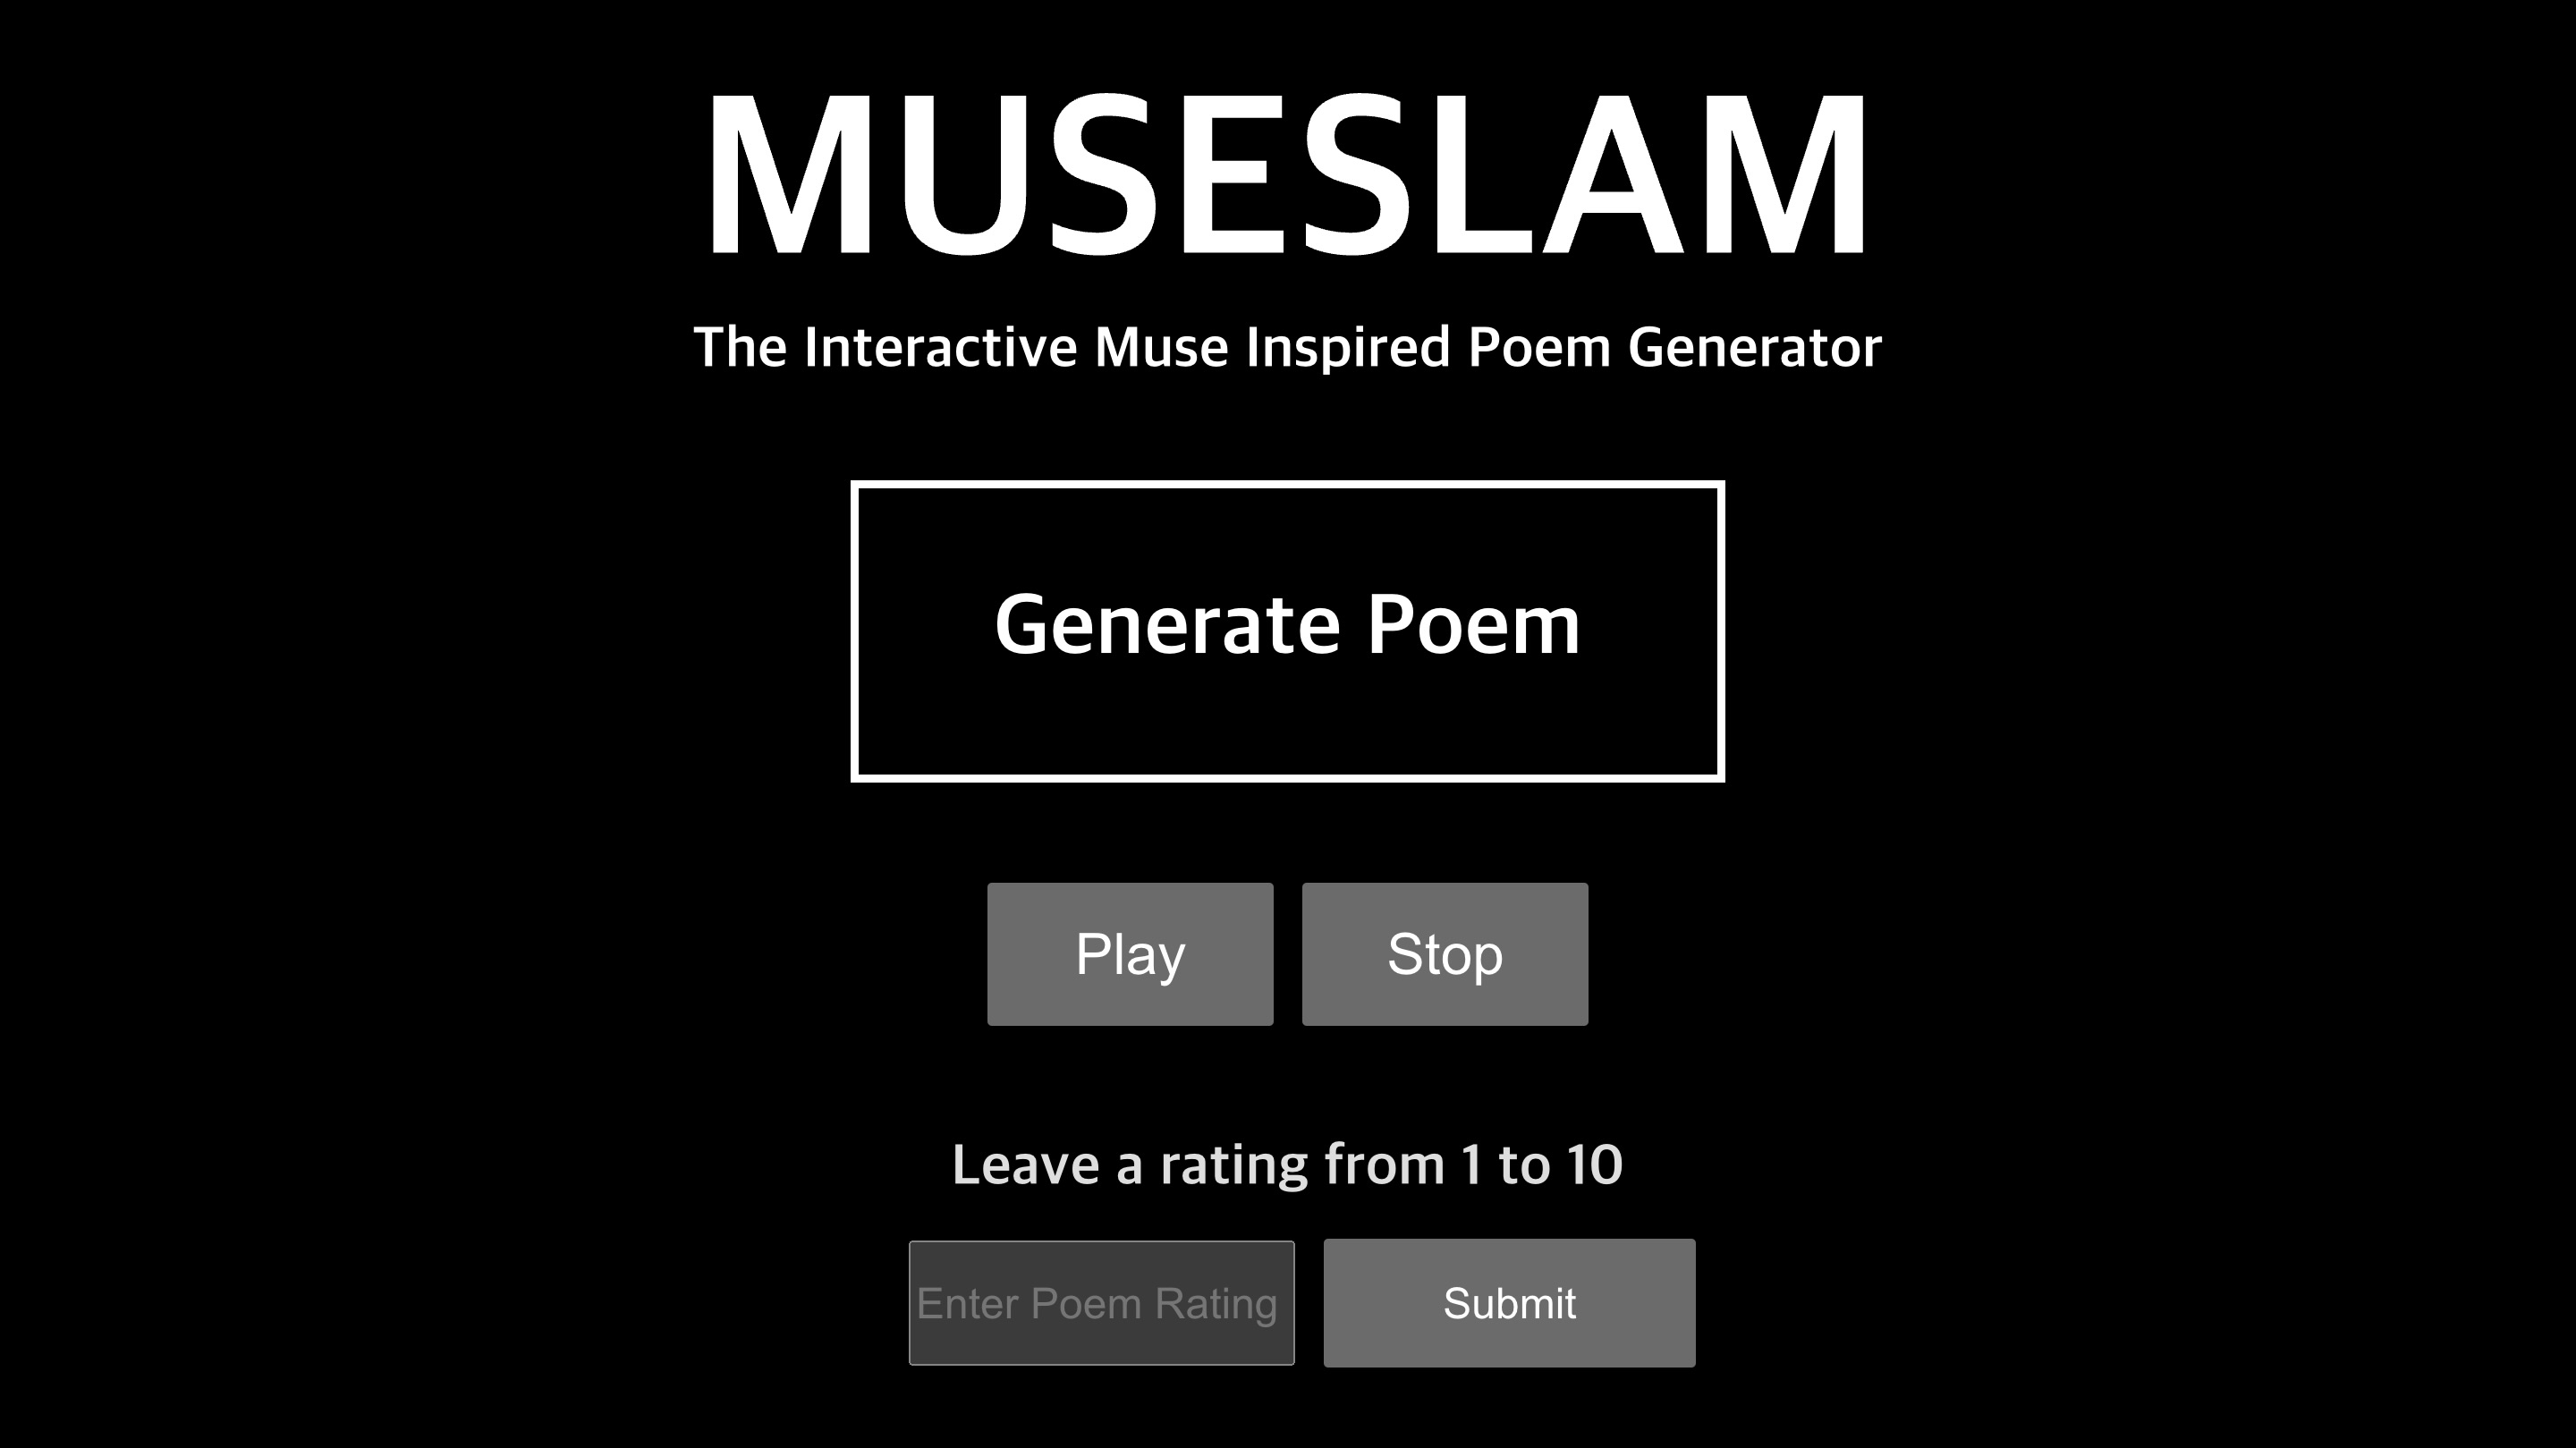 MUSESLAM
The Interactive Muse Inspired Poem Generator
Generate Poem
Play
Stop
Leave a rating from 1 to 10
Enter Poem Rating
Submit